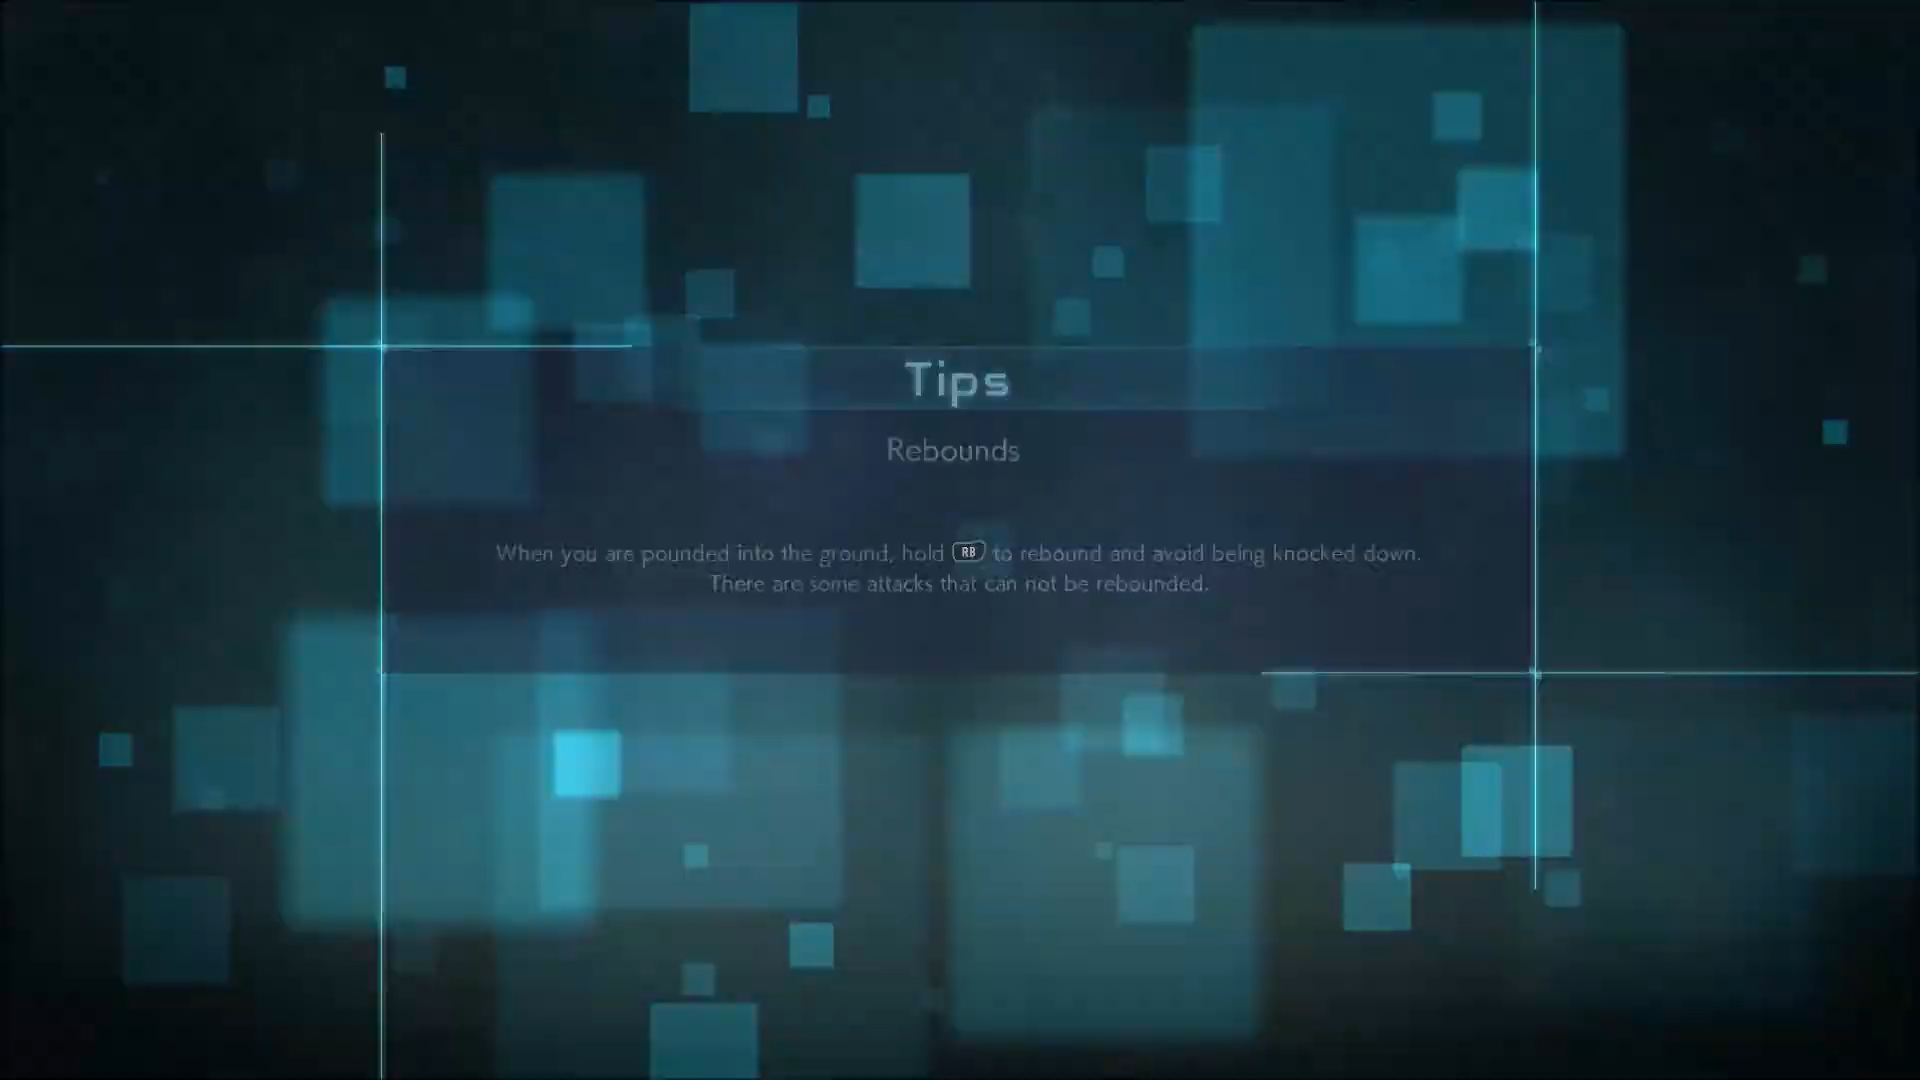 Tips
Rebounds
When you are pounded into the ground, hold RB to rebound and avoid being knocked down.
There are some attacks that can not be rebounded.